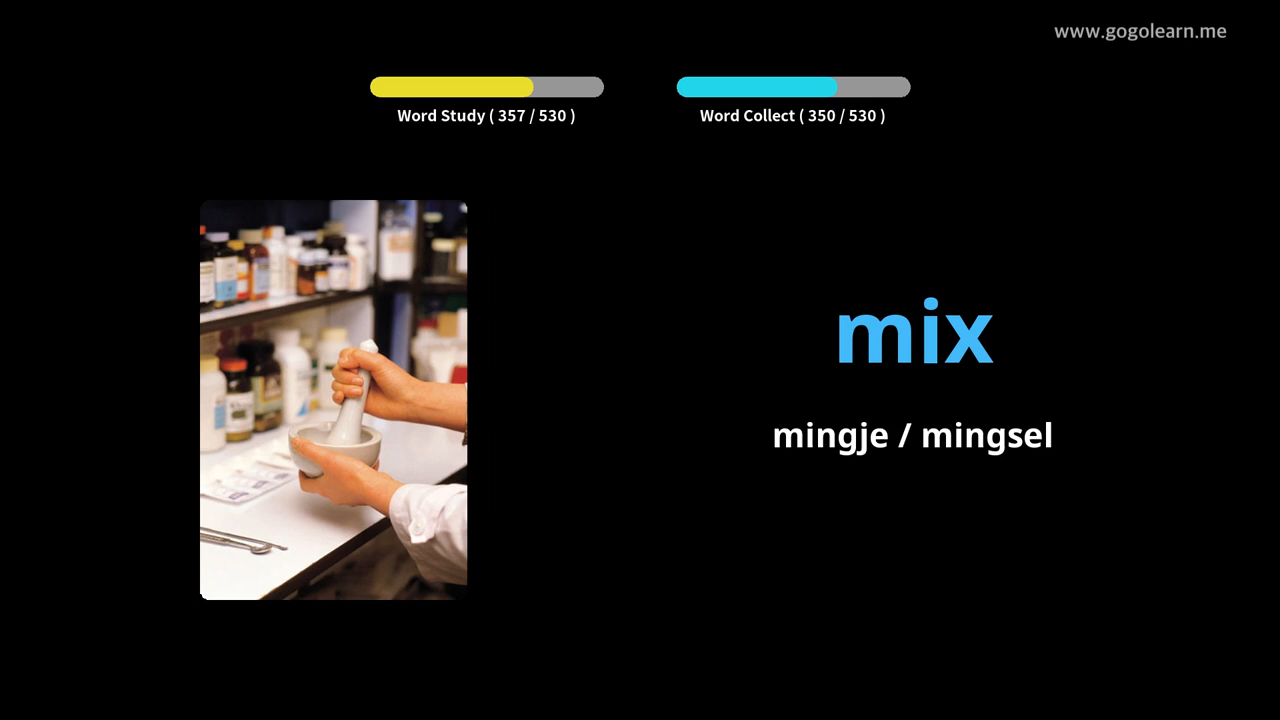 www.gogolearn.me
Word Study ( 357 / 530 )
Word Collect ( 350 / 530 )
mix
mingje / mingsel